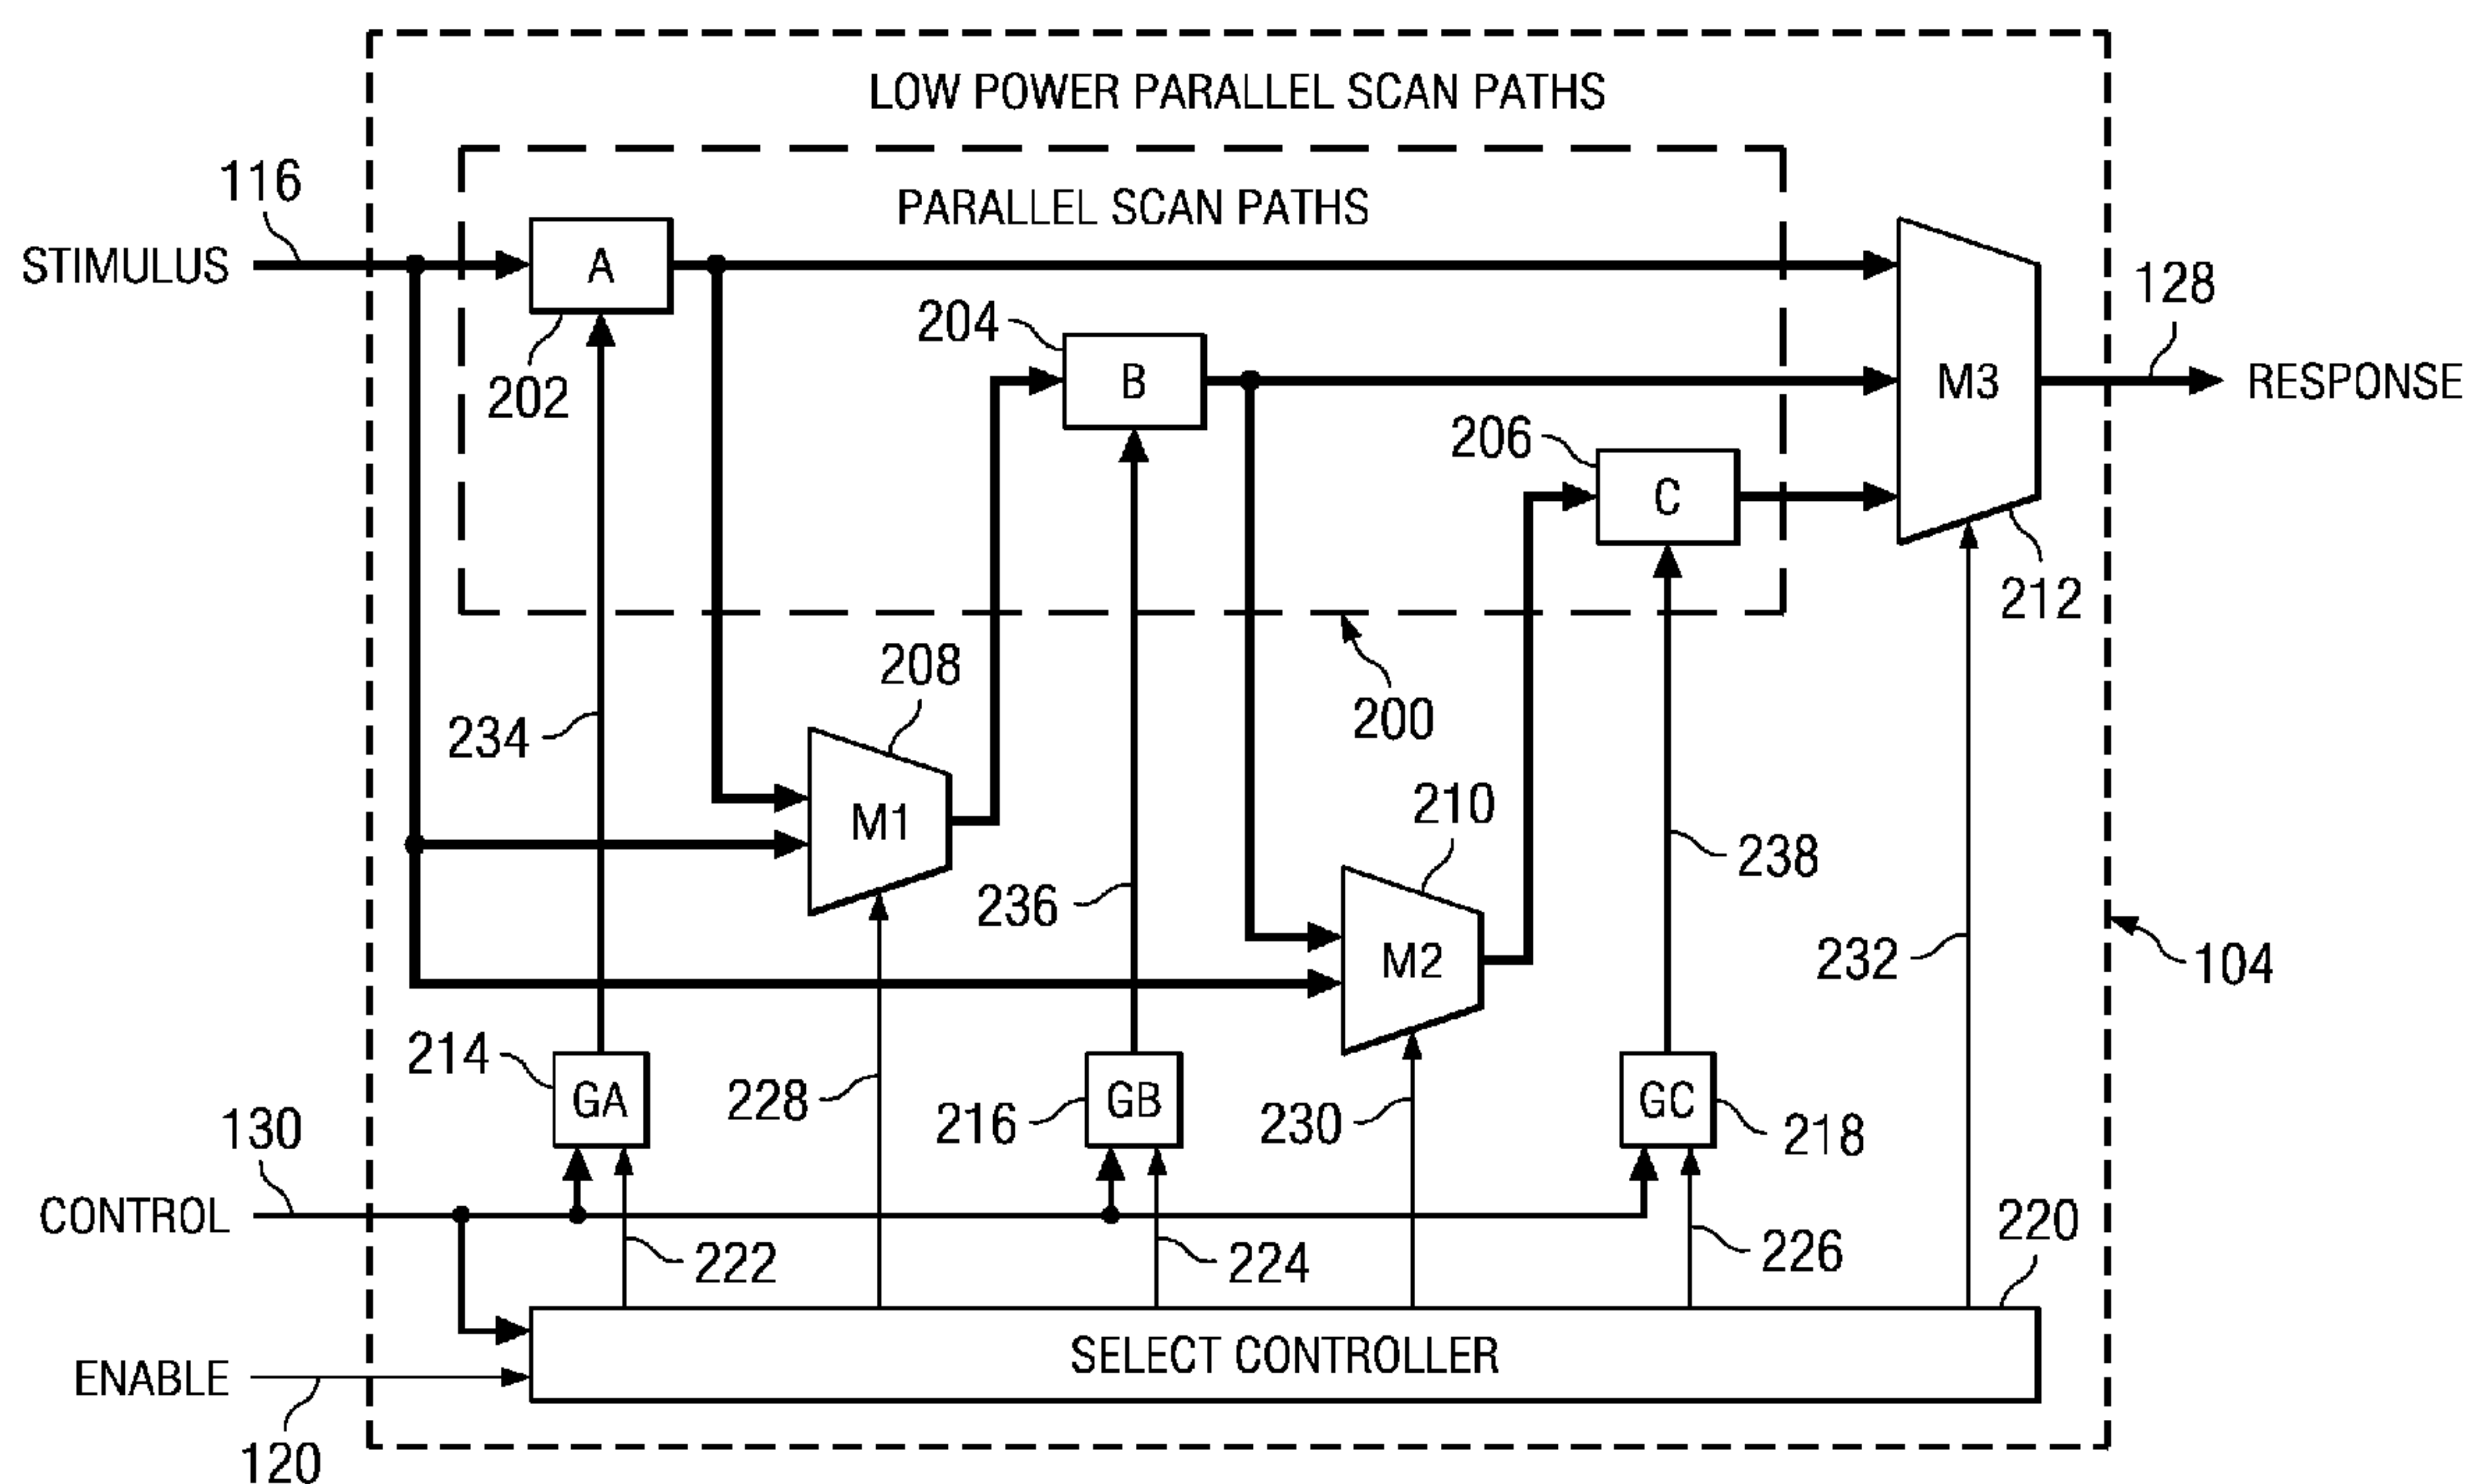 LOW POWER PARALLEL SCAN PATHS
116
PARALLEL SCAN PATHS
STIMULUS
A
128
204
202
B
M3
RESPONSE
206
C
212
208
200
234
M1
210
238
236
M2
232
104
214
GA
228
216
GB
230
GC
218
130
CONTROL
222
224
226
220
SELECT CONTROLLER
ENABLE
120